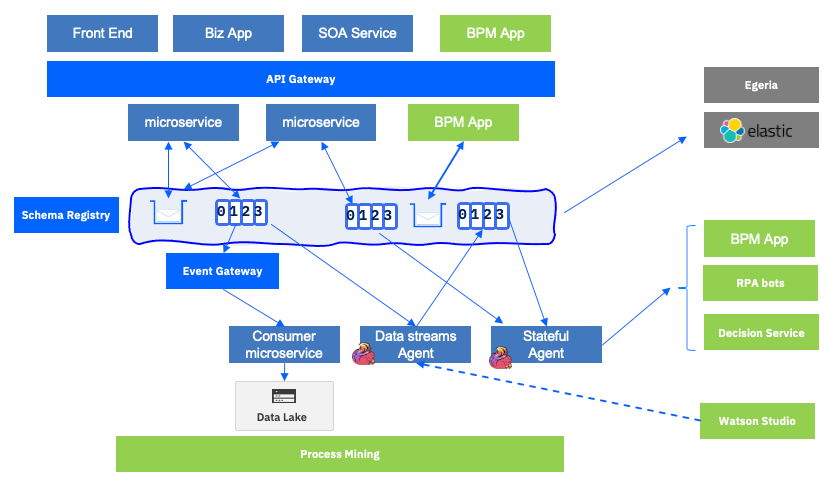 Front End
Biz App
SOA Service
BPM App
API Gateway
Egeria
microservice
microservice
BPM App
elastic
Schema Registry
0123
0123
0123
BPM App
Event Gateway
RPA bots
Consumer
microservice
Data streams
Agent
Stateful
Agent
Decision Service
Data Lake
Watson Studio
Process Mining